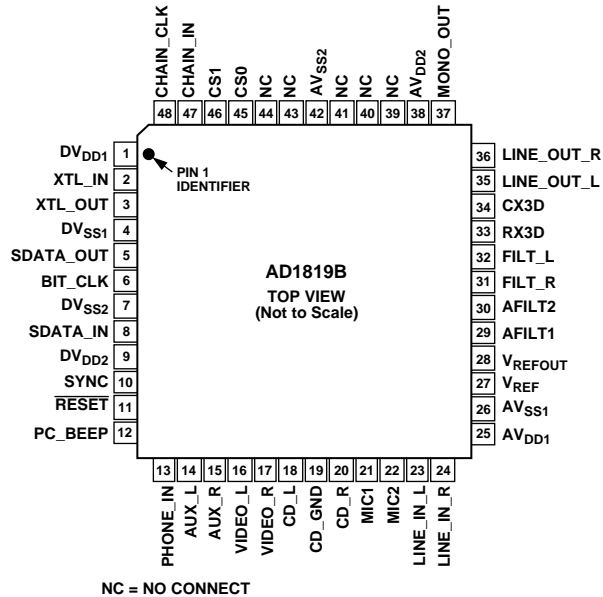 CHAIN_CLK
CHAIN_IN
CS1
CS0
NC
NC
AVSS2
NC
NC
NC
AVDD2
MONO_OUT
48 47 46 45 44 43 42 41 40 39 38 37
DVDD1 1
XTL_IN 2
XTL_OUT 3
DVSS1 4
SDATA_OUT 5
BIT_CLK 6
DVSS2 7
SDATA_IN 8
DVDD2 9
SYNC 10
RESET 11
PC_BEEP 12
PIN 1
IDENTIFIER
AD1819B
TOP VIEW
(Not to Scale)
36 LINE_OUT_R
35 LINE_OUT_L
34 CX3D
33 RX3D
32 FILT_L
31 FILT_R
30 AFILT2
29 AFILT1
28 VREFOUT
27 VREF
26 AVSS1
25 AVDD1
13 14 15 16 17 18 19 20 21 22 23 24
PHONE_IN
AUX_L
AUX_R
VIDEO_L
VIDEO_R
CD_L
CD_GND
CD_R
MIC1
MIC2
LINE_IN_L
LINE_IN_R
NC = NO CONNECT